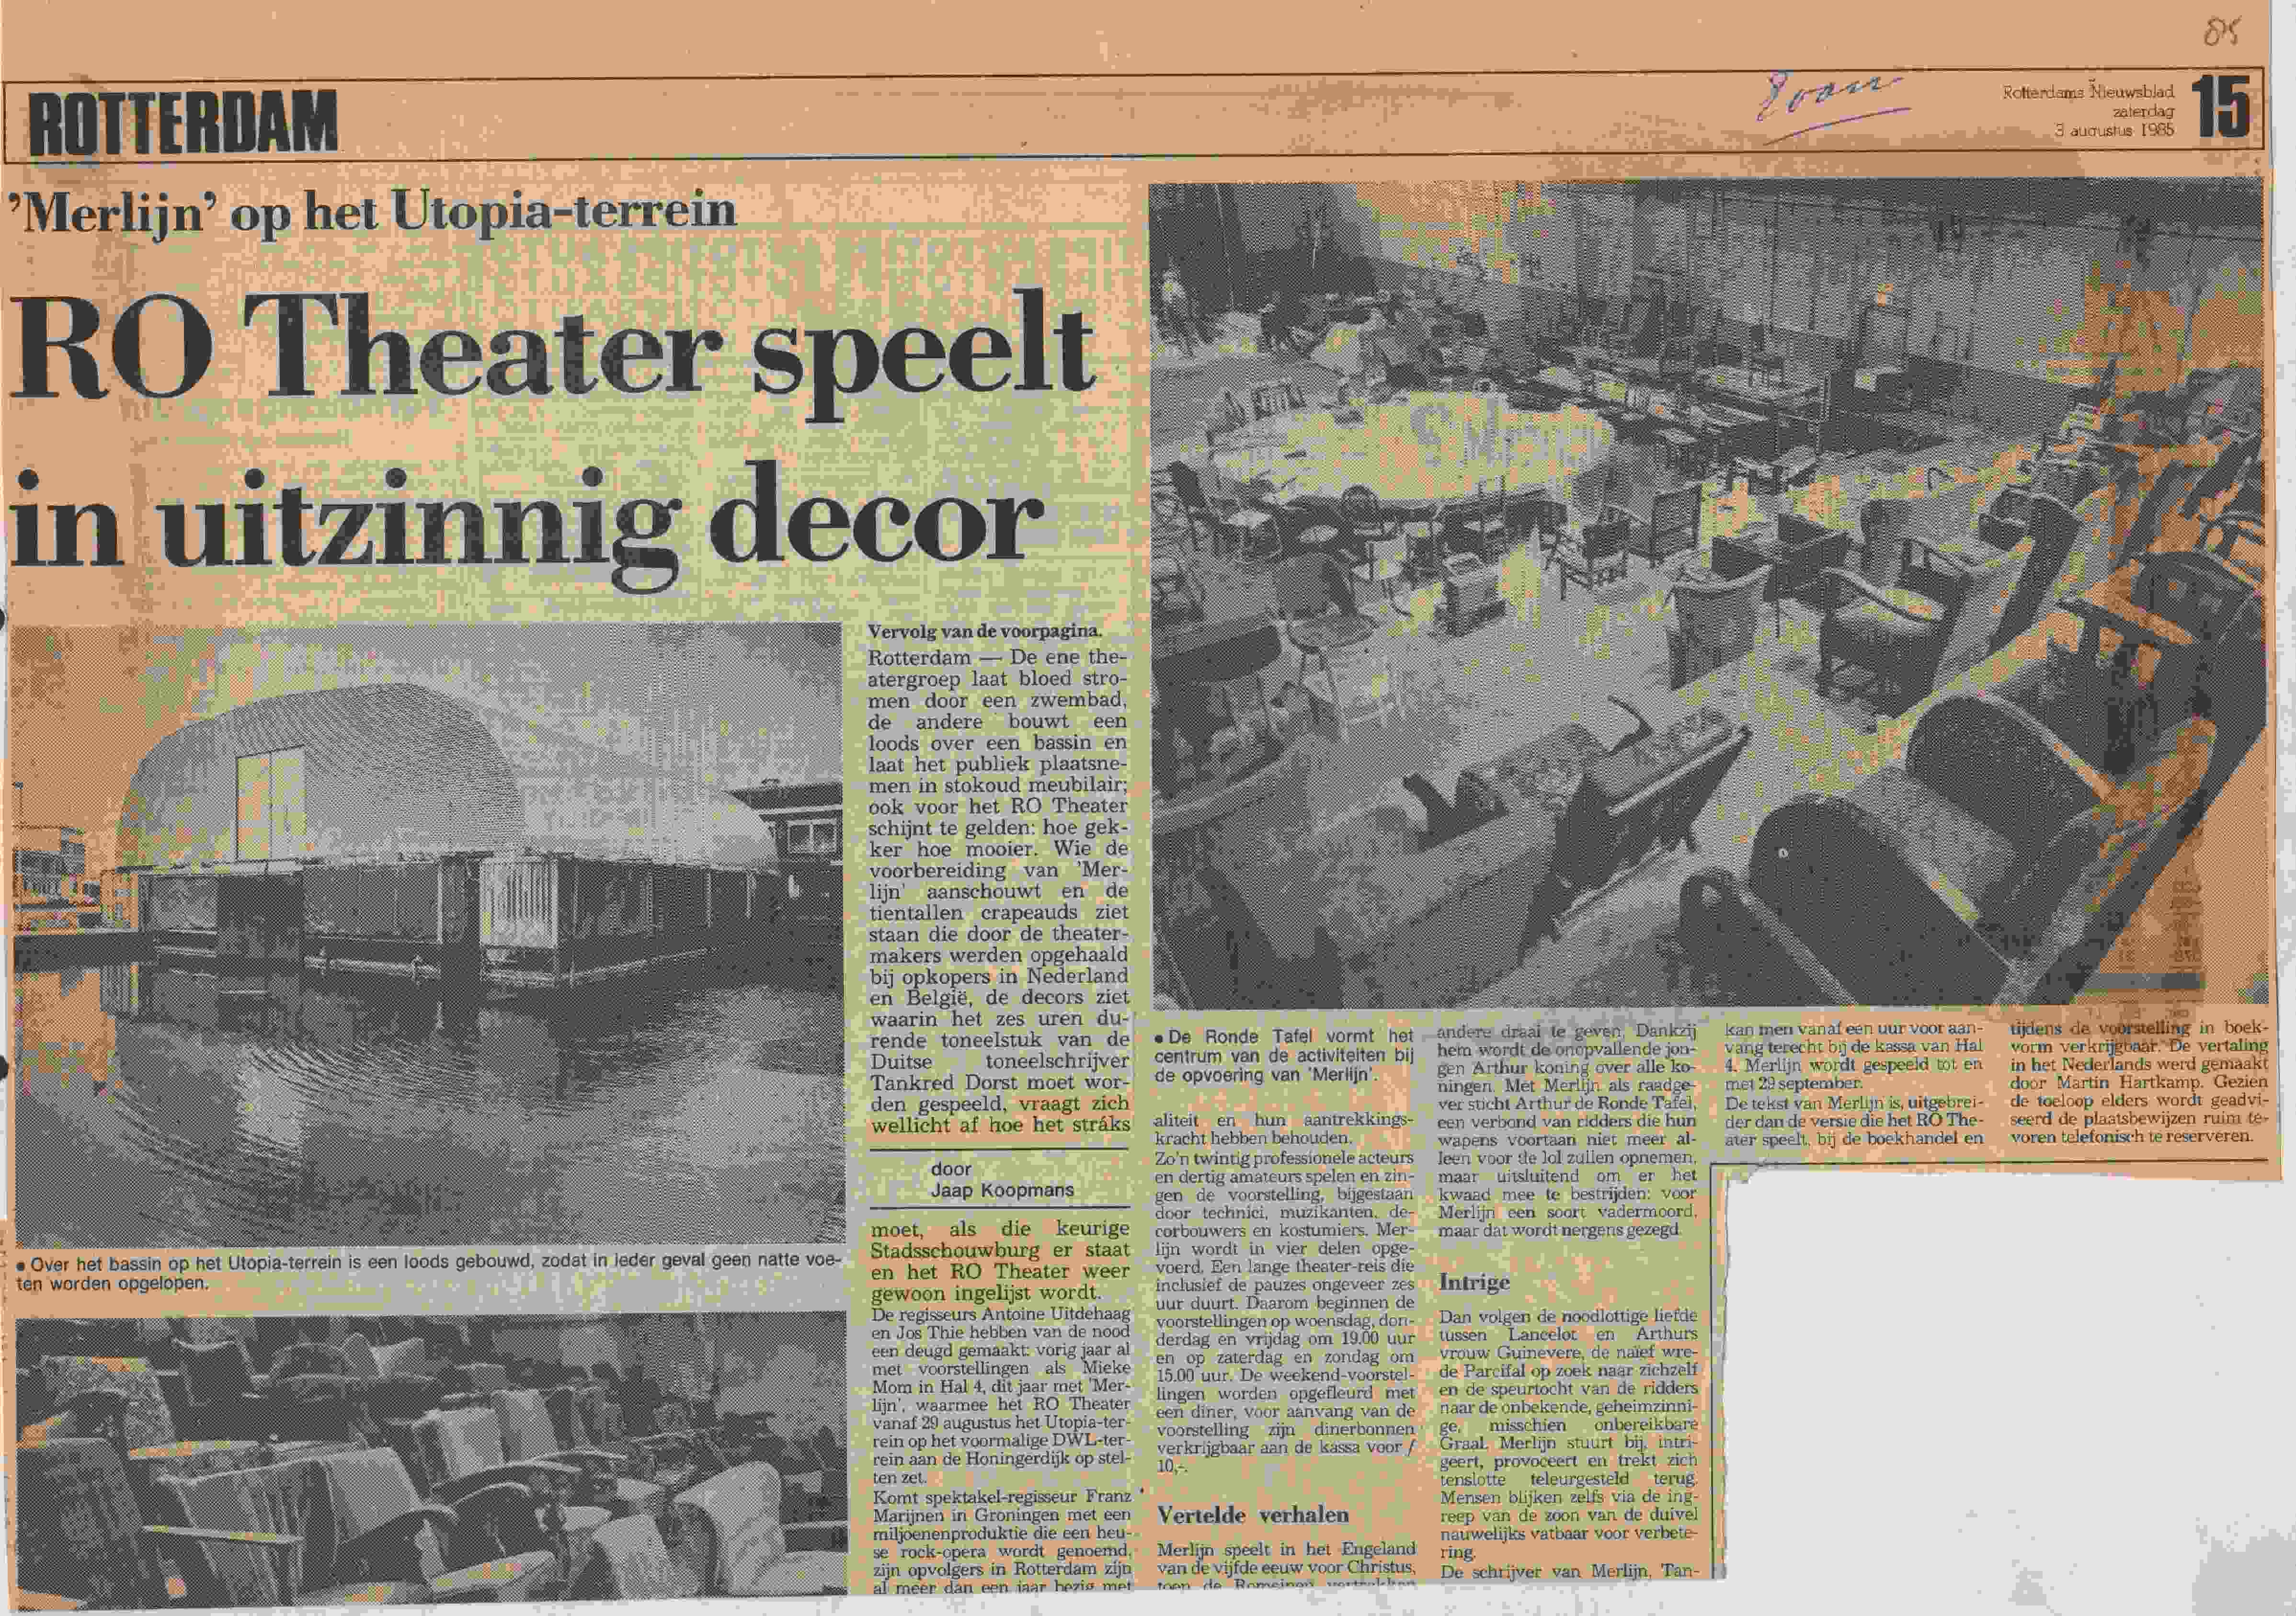 85
ROTTERDAM
Rotterdams Nieuwsblad
zaterdag
3 augustus 1985
15
'Merlijn' op het Utopia-terrein
RO Theater speelt
in uitzinnig decor
Vervolg van de voorpagina.
Rotterdam — De ene the-
atergroep laat bloed stro-
men door een zwembad,
de andere bouwt een
loods over een bassin en
laat het publiek plaatsne-
men in stokoud meubilair;
ook voor het RO Theater
schijnt te gelden: hoe gek-
ker hoe mooier. Wie de
voorbereiding van 'Mer-
lijn' aanschouwt en de
tientallen crapeauds ziet
staan die door de theater-
makers werden opgehaald
bij opkopers in Nederland
en België, de decors ziet
waarin het zes uren du-
rende toneelstuk van de
Duitse toneelschrijver
Tankred Dorst moet wor-
den gespeeld, vraagt zich
wellicht af hoe het straks
door
Jaap Koopmans
moet, als die keurige
Stadsschouwburg er staat
en het RO Theater weer
gewoon ingelijst wordt.
De regisseurs Antoine Uitdehaag
en Jos Thie hebben van de nood
een deugd gemaakt: vorig jaar al
met voorstellingen als Mieke
Mom in Hal 4, dit jaar met 'Mer-
lijn', waarmee het RO Theater
vanaf 29 augustus het Utopia-ter-
rein op het voormalige DWL-ter-
rein aan de Honingerdijk op stel-
ten zet.
Komt spektakel-regisseur Franz
Marijnen in Groningen met een
miljoenenproduktie die een heu-
se rock-opera wordt genoemd,
zijn opvolgers in Rotterdam zijn
al meer dan een jaar bezig met
• Over het bassin op het Utopia-terrein is een loods gebouwd, zodat in ieder geval geen natte voe-
ten worden opgelopen.
• De Ronde Tafel vormt het
centrum van de activiteiten bij
de opvoering van 'Merlijn'.
aliteit en hun aantrekkings-
kracht hebben behouden.
Zo'n twintig professionele acteurs
en dertig amateurs spelen en zin-
gen de voorstelling, bijgestaan
door technici, muzikanten, de-
corbouwers en kostumiers. Mer-
lijn wordt in vier delen opge-
voerd. Een lange theater-reis die
inclusief de pauzes ongeveer zes
uur duurt. Daarom beginnen de
voorstellingen op woensdag, don-
derdag en vrijdag om 19.00 uur
en op zaterdag en zondag om
15.00 uur. De weekend-voorstel-
lingen worden opgefleurd met
een diner, voor aanvang van de
voorstelling zijn dinerbonnen
verkrijgbaar aan de kassa voor f
10,-.
Vertelde verhalen
Merlijn speelt in het Engeland
van de vijfde eeuw voor Christus,
toen de Romeinen vertrokken
andere draai te geven. Dankzij
hem wordt de onopvallende jon-
gen Arthur koning over alle ko-
ningen. Met Merlijn als raadge-
ver sticht Arthur de Ronde Tafel,
een verbond van ridders die hun
wapens voortaan niet meer al-
leen voor de lol zullen opnemen,
maar uitsluitend om er het
kwaad mee te bestrijden: voor
Merlijn een soort vadermoord,
maar dat wordt nergens gezegd.
Intrige
Dan volgen de noodlottige liefde
tussen Lancelot en Arthurs
vrouw Guinevere, de naïef wre-
de Parcifal op zoek naar zichzelf
en de speurtocht van de ridders
naar de onbekende, geheimzinni-
ge, misschien onbereikbare
Graal. Merlijn stuurt bij, intri-
geert, provoceert en trekt zich
tenslotte teleurgesteld terug.
Mensen blijken zelfs via de ing-
reep van de zoon van de duivel
nauwelijks vatbaar voor verbete-
ring.
De schrijver van Merlijn, Tan-
kan men vanaf een uur voor aan-
vang terecht bij de kassa van Hal
4. Merlijn wordt gespeeld tot en
met 29 september.
De tekst van Merlijn is, uitgebrei-
der dan de versie die het RO The-
ater speelt, bij de boekhandel en
tijdens de voorstelling in boek-
vorm verkrijgbaar. De vertaling
in het Nederlands werd gemaakt
door Martin Hartkamp. Gezien
de toeloop elders wordt geadvi-
seerd de plaatsbewijzen ruim te-
voren telefonisch te reserveren.